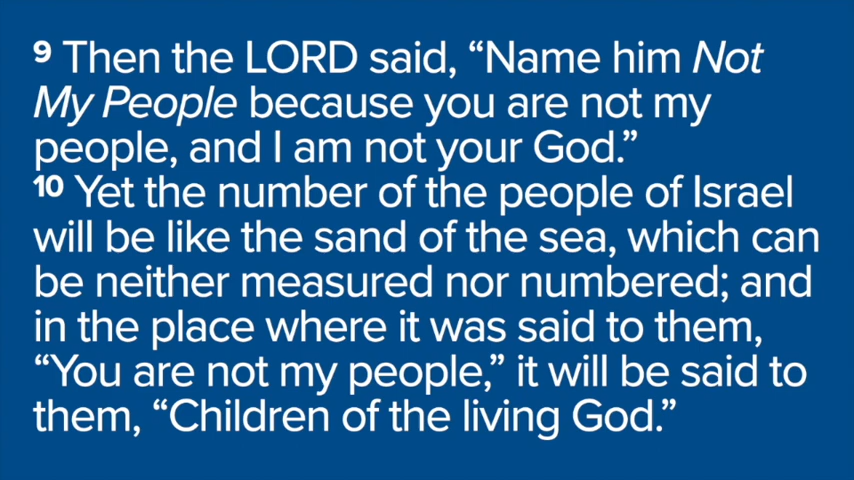 9 Then the LORD said, “Name him Not
My People because you are not my
people, and I am not your God.”
10 Yet the number of the people of Israel
will be like the sand of the sea, which can
be neither measured nor numbered; and
in the place where it was said to them,
“You are not my people,” it will be said to
them, “Children of the living God.”